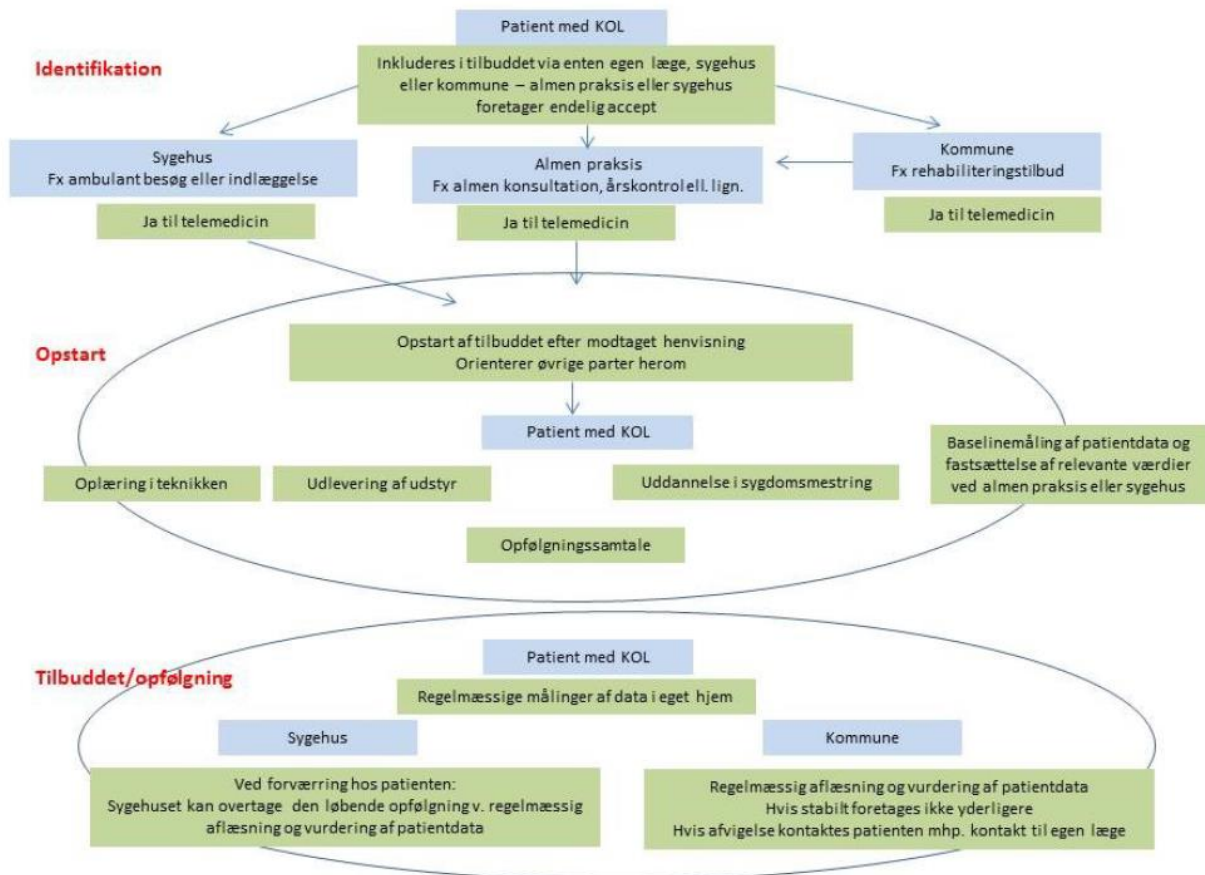 Patient med KOL
Identifikation
Inkluderes i tilbuddet via enten egen læge, sygehus
eller kommune – almen praksis eller sygehus
foretager endelig accept
Sygehus
Fx ambulant besøg eller indlæggelse
Almen praksis
Fx almen konsultation, årskontrol ell. lign.
Kommune
Fx rehabiliteringstilbud
Ja til telemedicin
Ja til telemedicin
Ja til telemedicin
Opstart
Opstart af tilbuddet efter modtaget henvisning
Orienterer øvrige parter herom
Patient med KOL
Baselinemåling af patientdata og
fastsættelse af relevante værdier
ved almen praksis eller sygehus
Oplæring i teknikken
Udlevering af udstyr
Uddannelse i sygdomsmestring
Opfølgningssamtale
Tilbuddet/opfølgning
Patient med KOL
Regelmæssige målinger af data i eget hjem
Sygehus
Kommune
Ved forværring hos patienten:
Sygehuset kan overtage den løbende opfølgning v. regelmæssig
aflæsning og vurdering af patientdata
Regelmæssig aflæsning og vurdering af patientdata
Hvis stabilt foretages ikke yderligere
Hvis afvigelse kontaktes patienten mhp. kontakt til egen læge